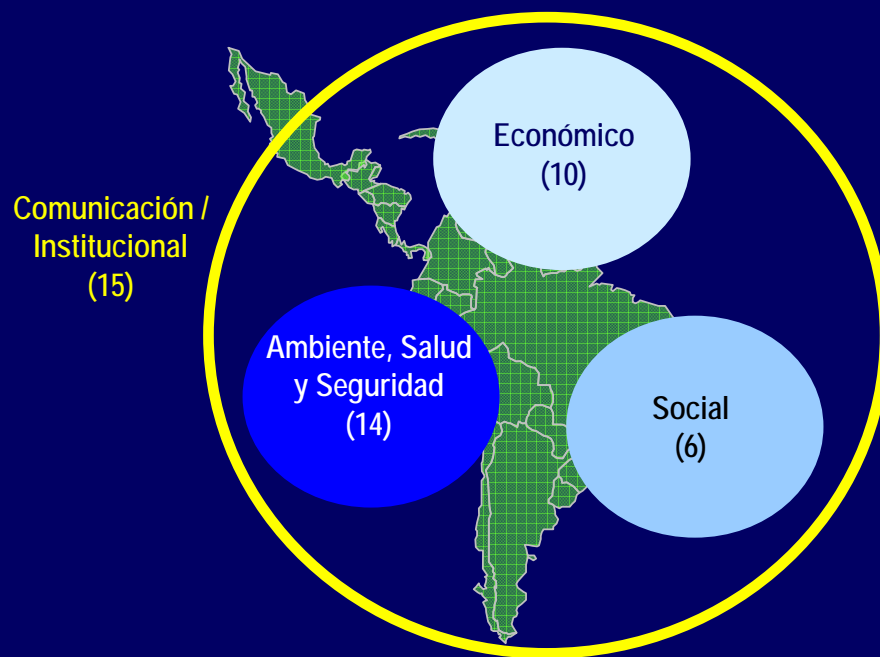 Económico
(10)
Comunicación /
Institucional
(15)
Ambiente, Salud
y Seguridad
(14)
Social
(6)